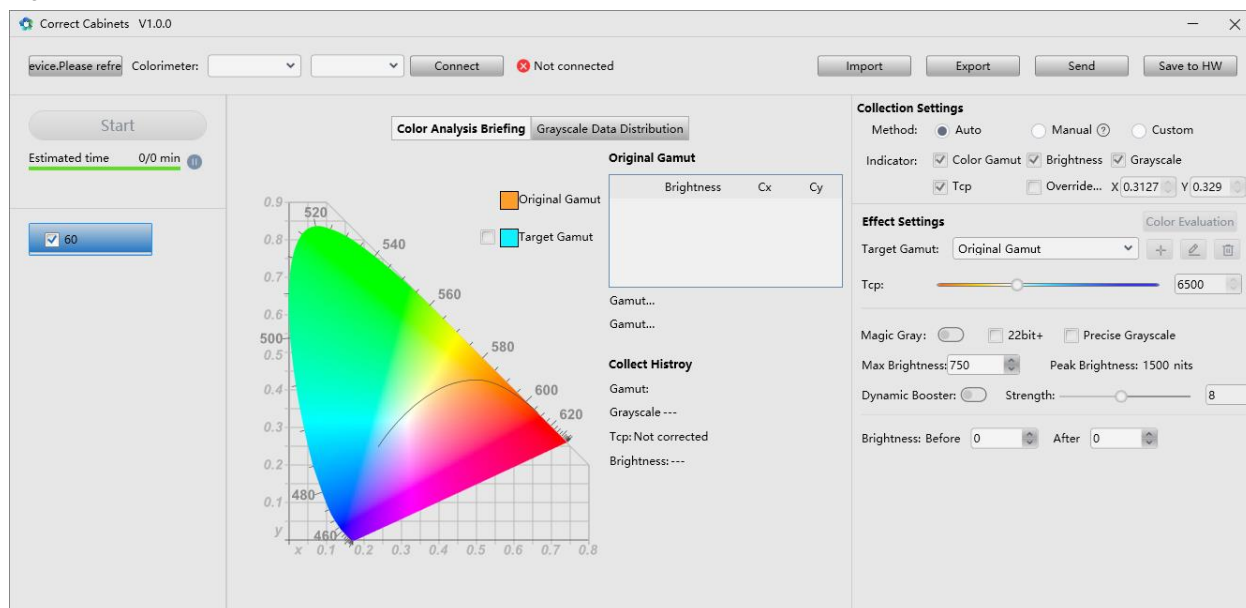 Correct Cabinets V1.0.0
evice.Please refre Colorimeter: Connect Not connected Import Export Send Save to HW
Start
Estimated time 0/0 min
60
Color Analysis Briefing Grayscale Data Distribution
Original Gamut
Target Gamut
0.9
0.8
0.7
0.6
0.5
0.4
0.3
0.2
0.1
y
x 0.1 0.2 0.3 0.4 0.5 0.6 0.7 0.8
520
540
560
580
600
620
500
480
460
Original Gamut
Brightness Cx Cy
Gamut...
Gamut...
Collect Histroy
Gamut:
Grayscale ---
Tcp: Not corrected
Brightness: ---
Collection Settings
Method: Auto Manual ? Custom
Indicator: Color Gamut Brightness Grayscale
Tcp Override... X 0.3127 Y 0.329
Effect Settings Color Evaluation
Target Gamut: Original Gamut
Tcp: 6500
Magic Gray: 22bit+ Precise Grayscale
Max Brightness: 750 Peak Brightness: 1500 nits
Dynamic Booster: Strength: 8
Brightness: Before 0 After 0